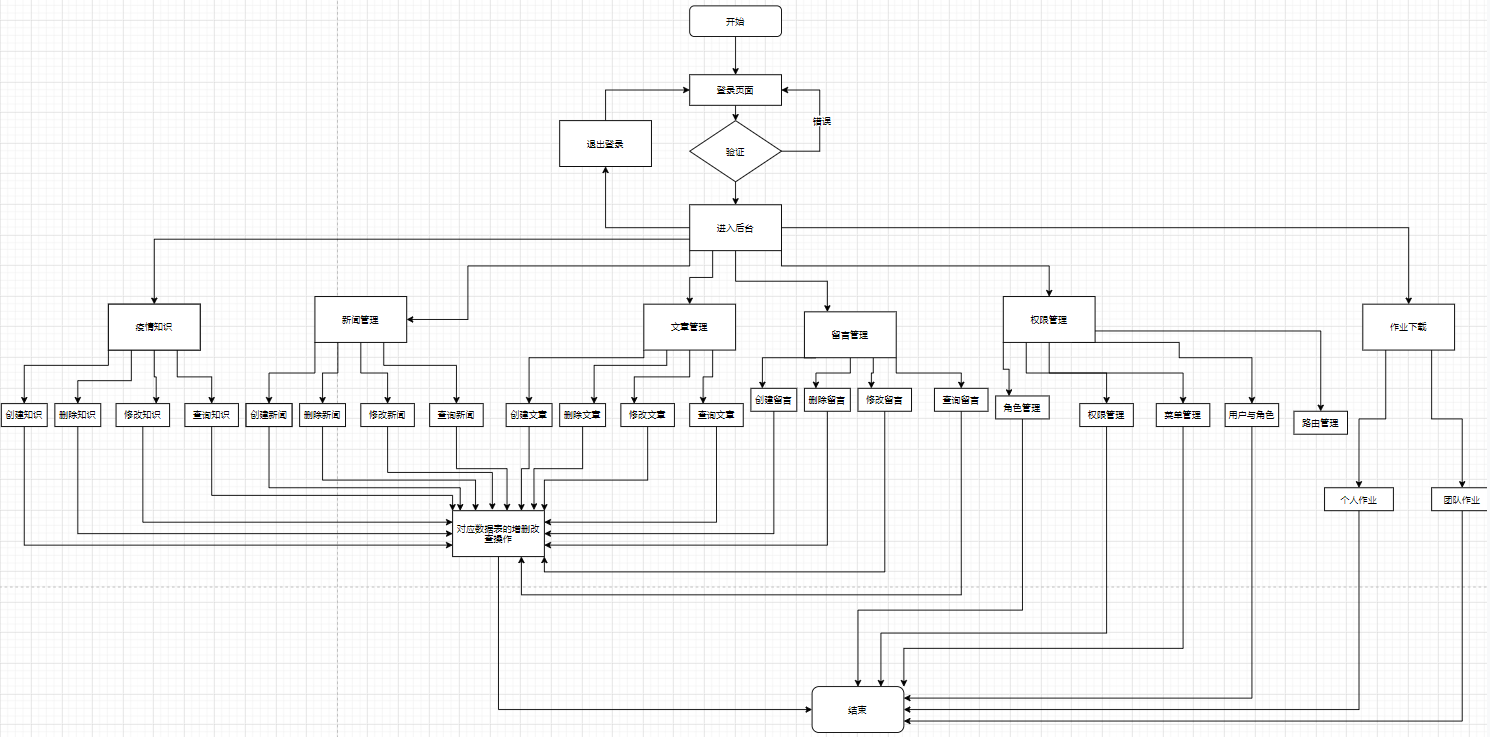 开始
登录页面
错误
退出登录
验证
进入后台
疫情知识
新闻管理
文章管理
留言管理
权限管理
作业下载
创建知识
删除知识
修改知识
查询知识
创建新闻
删除新闻
修改新闻
查询新闻
创建文章
删除文章
修改文章
查询文章
创建留言
删除留言
修改留言
查询留言
角色管理
权限管理
菜单管理
用户与角色
路由管理
个人作业
团队作业
对应数据表的增删改
查操作
结束